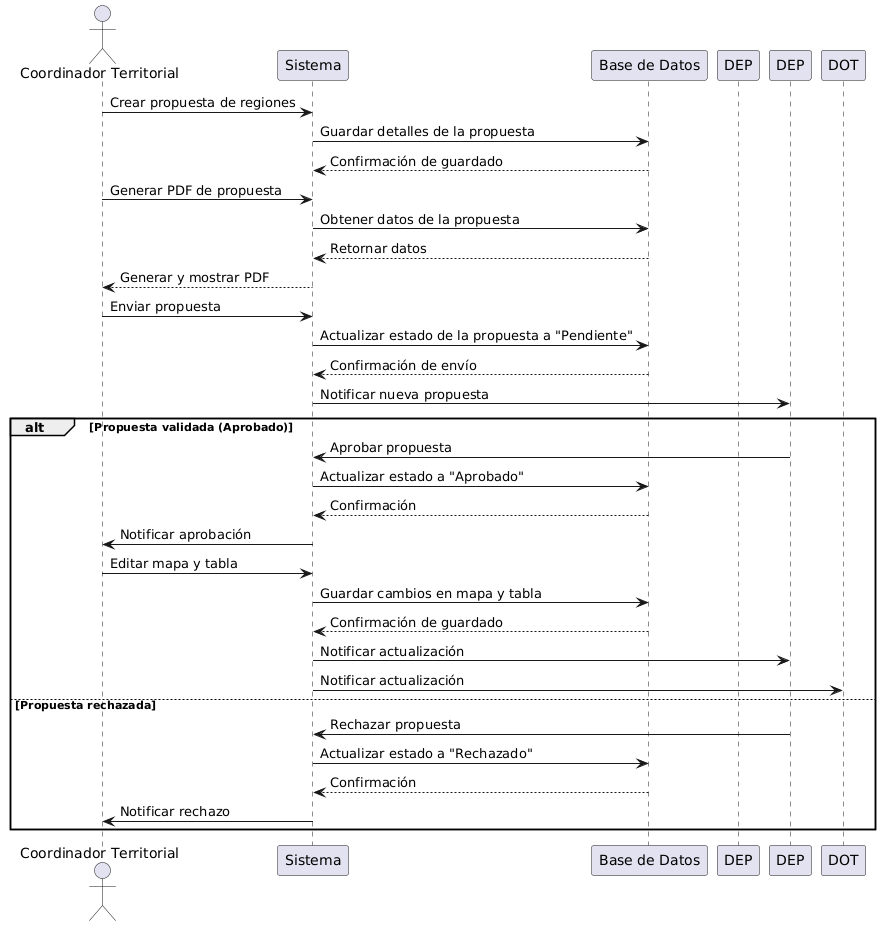 Coordinador Territorial
Sistema
Base de Datos
DEP
DEP
DOT
Crear propuesta de regiones
Guardar detalles de la propuesta
Confirmación de guardado
Generar PDF de propuesta
Obtener datos de la propuesta
Retornar datos
Generar y mostrar PDF
Enviar propuesta
Actualizar estado de la propuesta a "Pendiente"
Confirmación de envío
Notificar nueva propuesta
alt
[Propuesta validada (Aprobado)]
Aprobar propuesta
Actualizar estado a "Aprobado"
Confirmación
Notificar aprobación
Editar mapa y tabla
Guardar cambios en mapa y tabla
Confirmación de guardado
Notificar actualización
Notificar actualización
[Propuesta rechazada]
Rechazar propuesta
Actualizar estado a "Rechazado"
Confirmación
Notificar rechazo
Coordinador Territorial
Sistema
Base de Datos
DEP
DEP
DOT